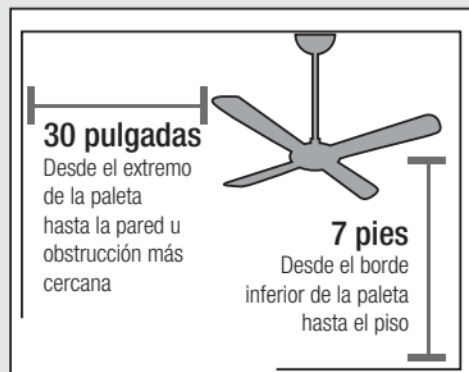 30 pulgadas
Desde el extremo
de la paleta
hasta la pared u
obstrucción más
cercana
7 pies
Desde el borde
inferior de la paleta
hasta el piso